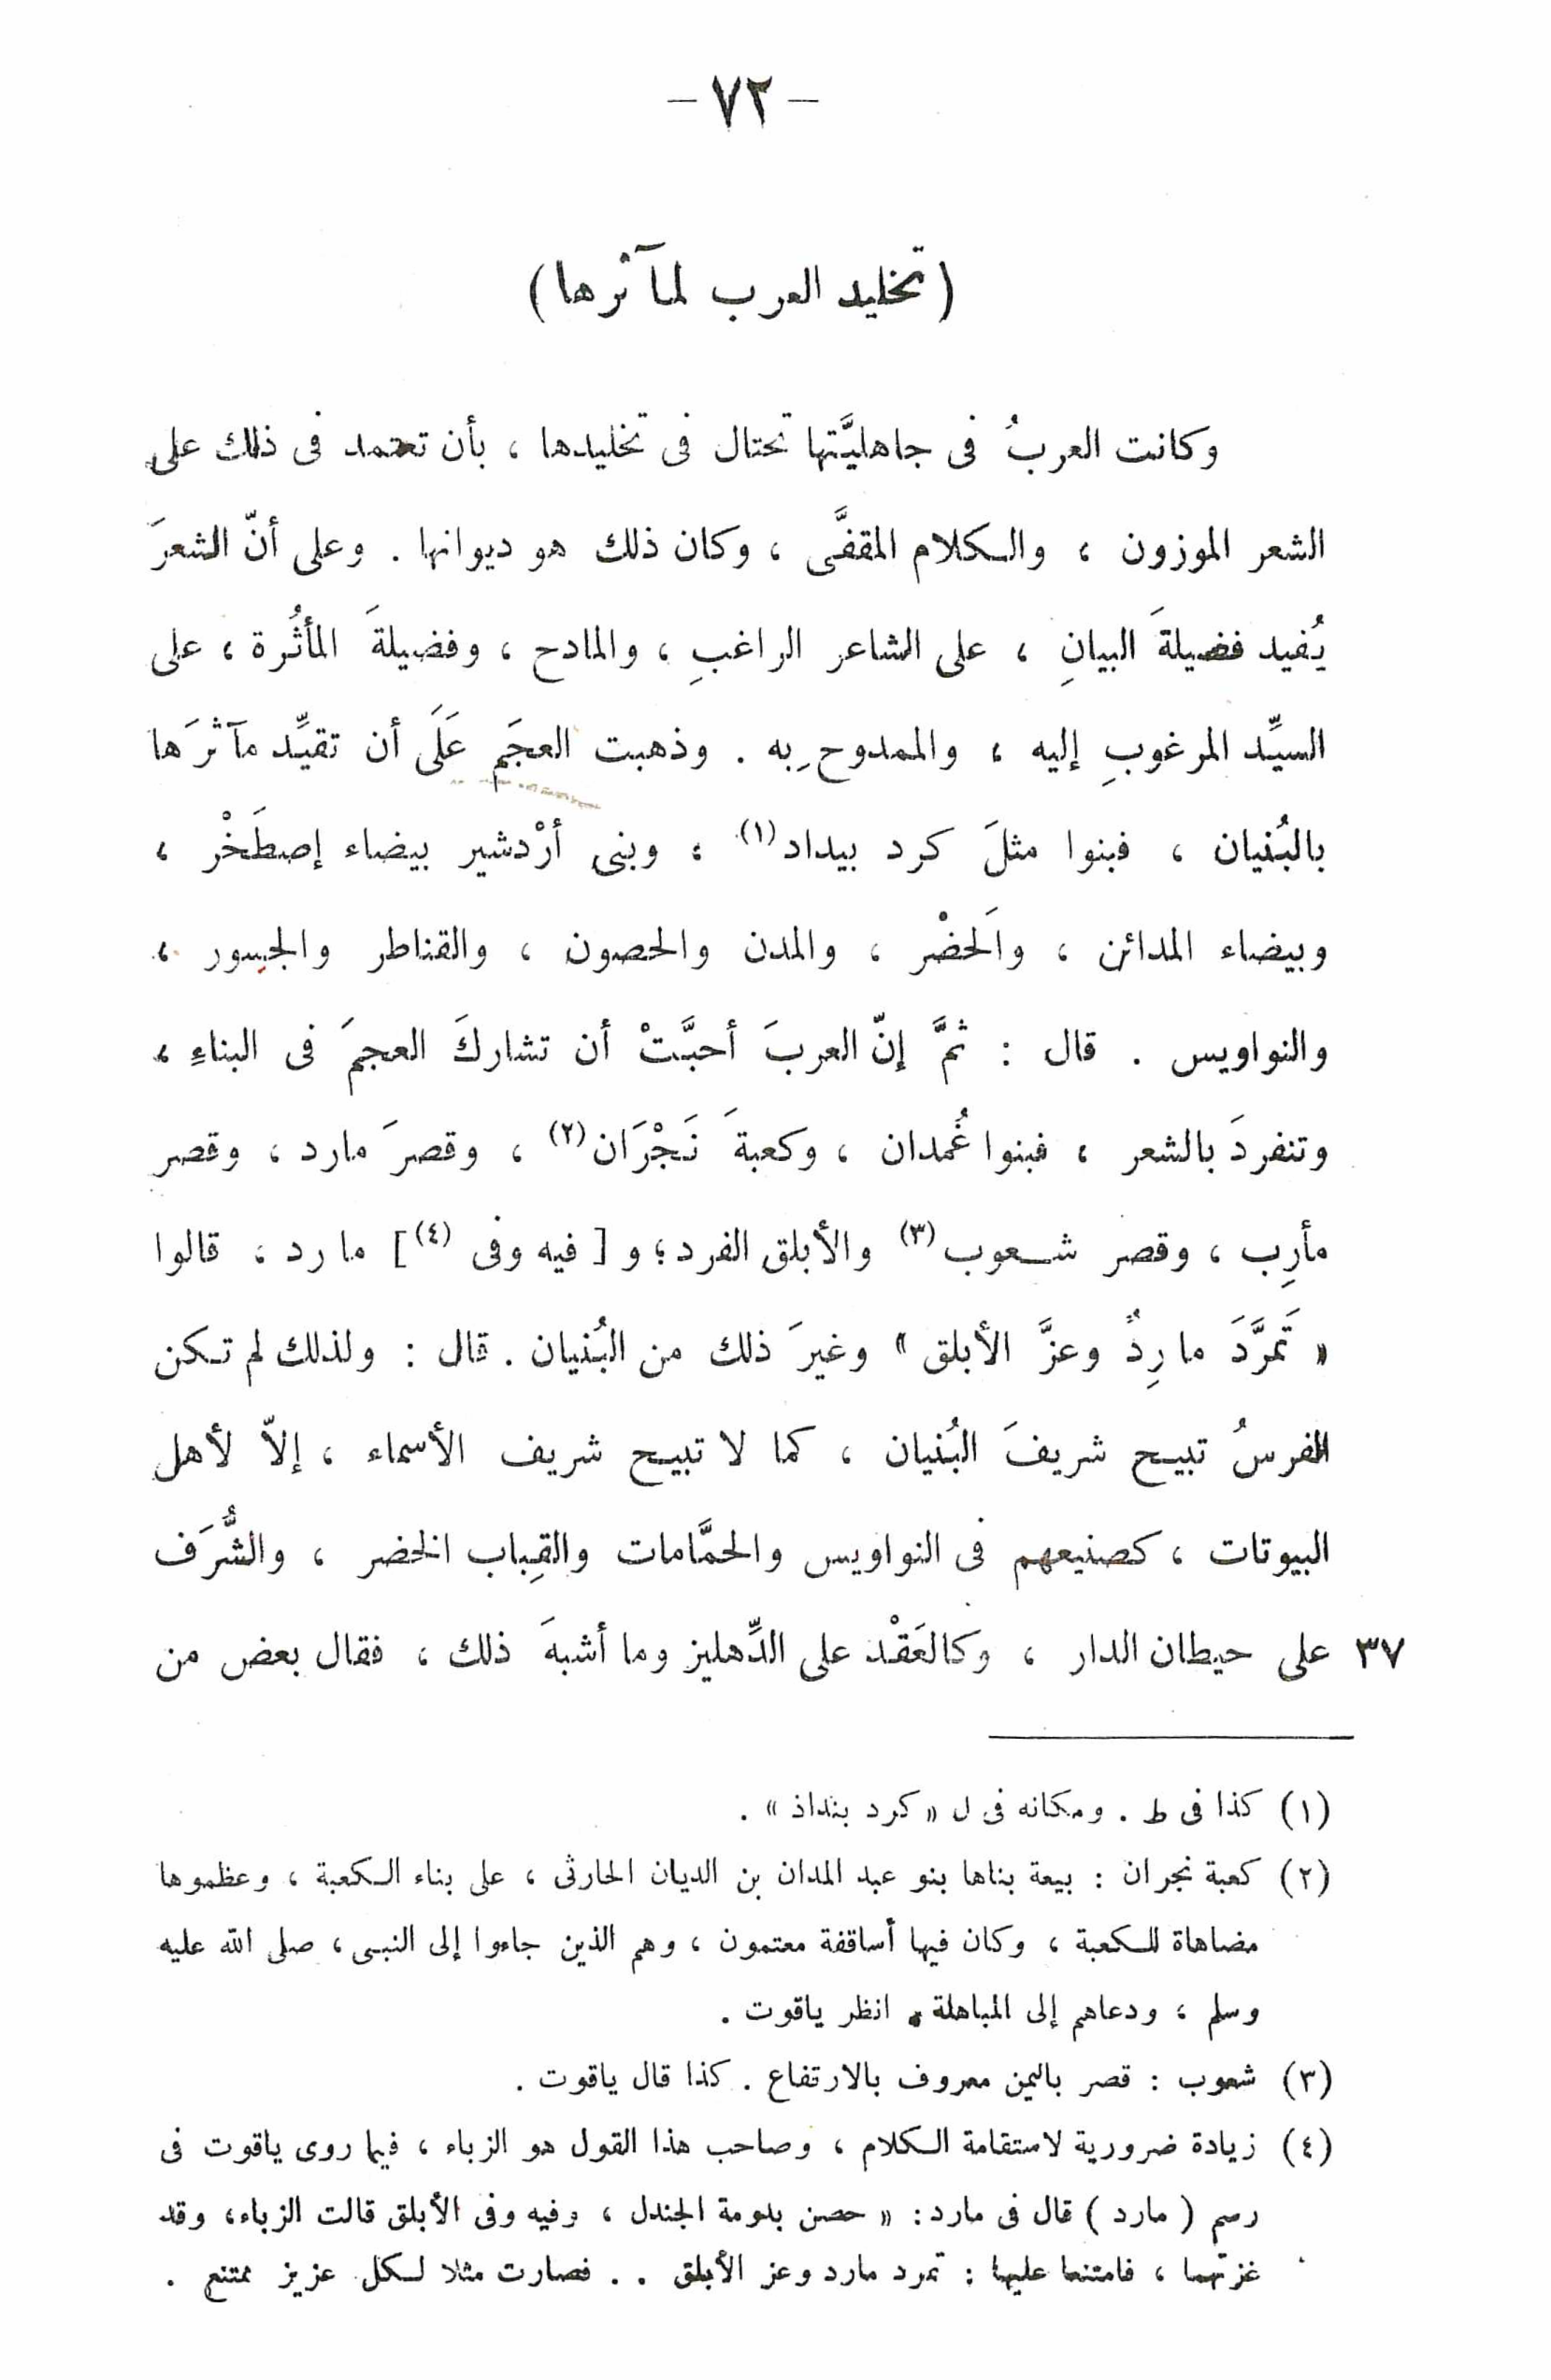 – ٧٢ –
(تخليد العرب لمآثرها)
وكانت العربُ فى جاهليَّتها تحتال فى تخليدها ، بأن تعتمد فى ذلك على
الشعر الموزون ، والكلام المقفَّى ، وكان ذلك هو ديوانها . وعلى أنّ الشعرَ
يُفيد فضيلةَ البيانِ ، على الشاعر الراغبِ ، والمادح ، وفضيلةَ المأثُرة ، على
السيِّد المرغوبِ إليه ، والممدوح ِبه . وذهبت العجَم عَلَى أن تقيِّد مآثرَها
بالبُنيان ، فبنوا مثلَ كرد بيداد (١) ، وبنى أرْدشير بيضاء إصطَخْر ،
وبيضاء المدائن ، والَحضْر ، والمدن والحصون ، والقناطر والجسور ،
والنواويس . قال : ثمَّ إنّ العربَ أحبَّتْ أن تشاركَ العجمَ فى البناءِ ،
وتنفردَ بالشعر ، فبنوا غُمدان ، وكعبةَ نَجْرَان (٢) ، وقصرَ مارد ، وقصر
مأرِب ، وقصر شعوب (٣) والأبلق الفرد ؛ و [ فيه وفى (٤) ] مارد ، قالوا
« تَمرَّدَ مارِدٌ وعزَّ الأبلق » وغيرَ ذلك من البُنيان . قال : ولذلك لم تكن
الفرسُ تبيح شريفَ البُنيان ، كما لا تبيح شريف الأسماء ، إلاّ لأهل
البيوتات ، كصنيعهم فى النواويس والحمَّامات والقِباب الخضر ، والشُّرَف
٣٧ على حيطان الدار ، وكالعَقْد على الدِّهليز وما أشبهَ ذلك ، فقال بعض من
(١) كذا فى ط . ومكانه فى ل « كرد بنداذ » .
(٢) كعبة نجران : بيعة بناها بنو عبد المدان بن الديان الحارثى ، على بناء الكعبة ، وعظموها
مضاهاة للكعبة ، وكان فيها أساقفة معتمون ، وهم الذين جاءوا إلى النبى ، صلى الله عليه
وسلم ، ودعاهم إلى المباهلة . انظر ياقوت .
(٣) شعوب : قصر باليمن معروف بالارتفاع . كذا قال ياقوت .
(٤) زيادة ضرورية لاستقامة الكلام ، وصاحب هذا القول هو الزباء ، فيما روى ياقوت فى
رسم ( مارد ) قال فى مارد : « حصن بدومة الجندل ، وفيه وفى الأبلق قالت الزباء ، وقد
غزتهما ، فامتنعا عليها : تمرد مارد وعز الأبلق . . فصارت مثلا لكل عزيز ممتنع .